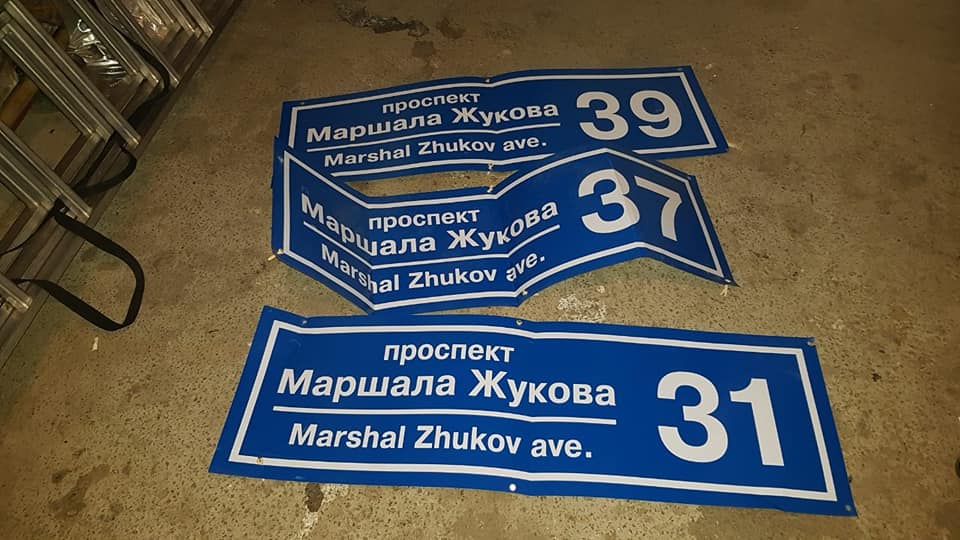 проспект
Маршала Жукова
Marshal Zhukov ave.
39
проспект
Маршала Жукова
Marshal Zhukov ave.
37
проспект
Маршала Жукова
Marshal Zhukov ave.
31